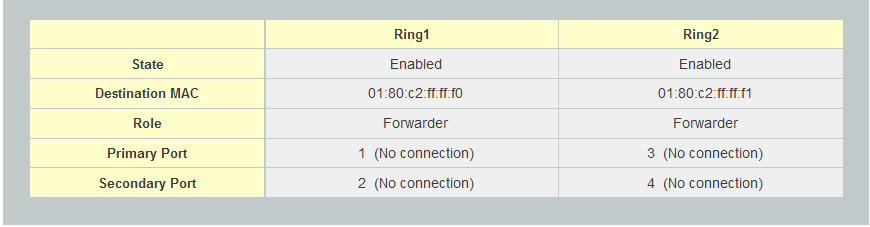 Ring1 Ring2
State Enabled Enabled
Destination MAC 01:80:c2:ff:ff:f0 01:80:c2:ff:ff:f1
Role Forwarder Forwarder
Primary Port 1 (No connection) 3 (No connection)
Secondary Port 2 (No connection) 4 (No connection)